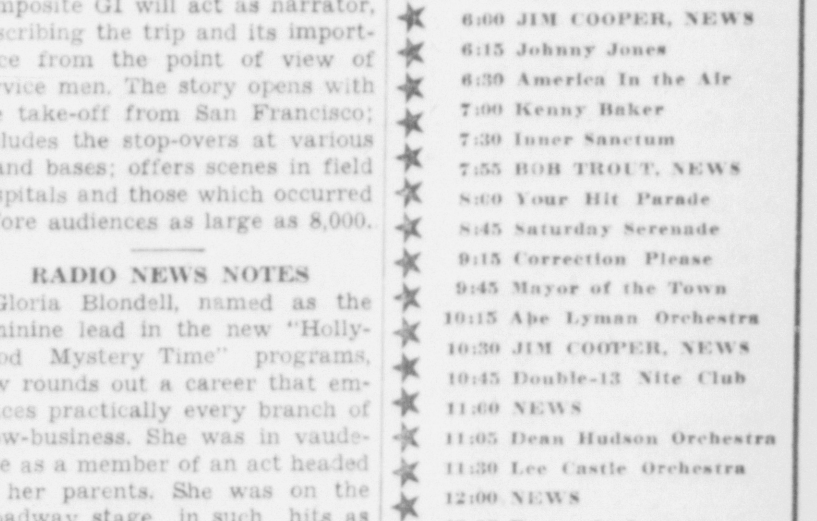 mposite GI will act as narrator,
scribing the trip and its import-
ce from the point of view of
rvice men. The story opens with
e take-off from San Francisco;
ludes the stop-overs at various
and bases; offers scenes in field
spitals and those which occurred
fore audiences as large as 8,000.
RADIO NEWS NOTES
Gloria Blondell, named as the
minine lead in the new "Holly-
od Mystery Time" programs,
w rounds out a career that em-
ces practically every branch of
ow-business. She was in vaude-
e as a member of an act headed
her parents. She was on the
oadway stage in such hits as
6:00 JIM COOPER, NEWS
6:15 Johnny Jones
6:30 America In the Air
7:00 Kenny Baker
7:30 Inner Sanctum
7:55 BOB TROUT, NEWS
8:00 Your Hit Parade
8:45 Saturday Serenade
9:15 Correction Please
9:45 Mayor of the Town
10:15 Abe Lyman Orchestra
10:30 JIM COOPER, NEWS
10:45 Double-13 Nite Club
11:00 NEWS
11:05 Dean Hudson Orchestra
11:30 Lee Castle Orchestra
12:00 NEWS